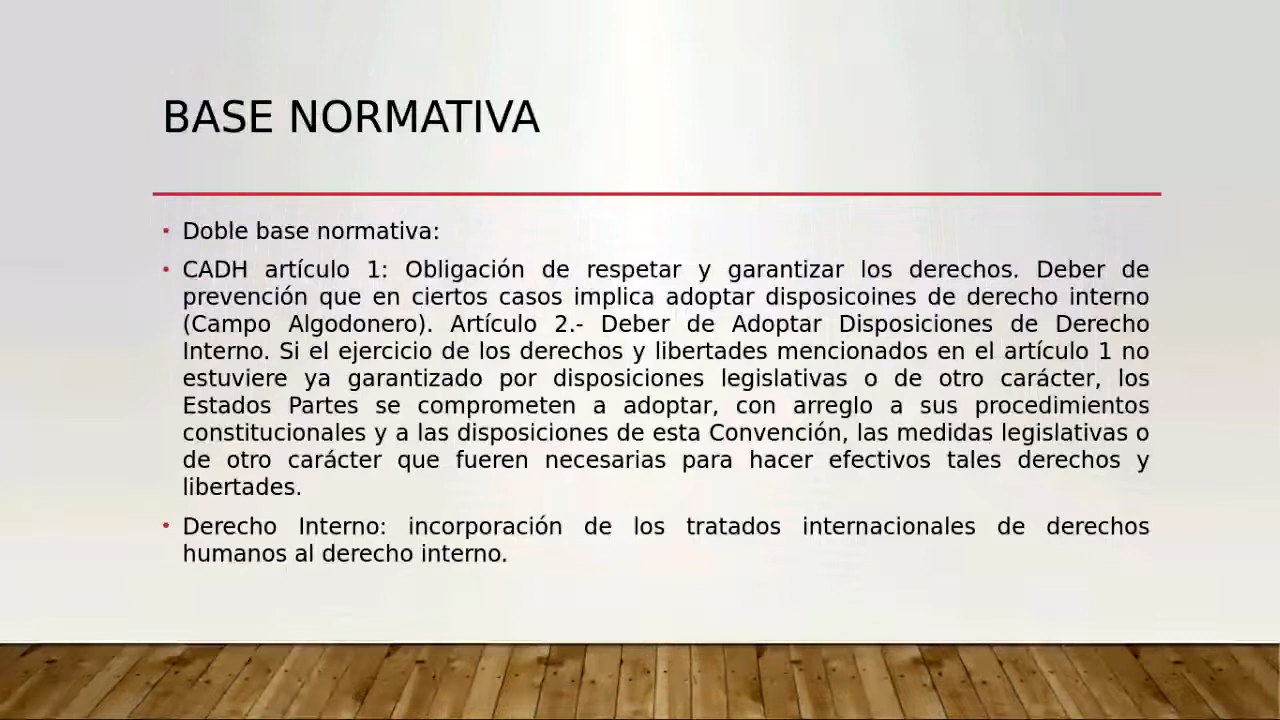 BASE NORMATIVA
Doble base normativa:
CADH artículo 1: Obligación de respetar y garantizar los derechos. Deber de
prevención que en ciertos casos implica adoptar disposicoines de derecho interno
(Campo Algodonero). Artículo 2.- Deber de Adoptar Disposiciones de Derecho
Interno. Si el ejercicio de los derechos y libertades mencionados en el artículo 1 no
estuviere ya garantizado por disposiciones legislativas o de otro carácter, los
Estados Partes se comprometen a adoptar, con arreglo a sus procedimientos
constitucionales y a las disposiciones de esta Convención, las medidas legislativas o
de otro carácter que fueren necesarias para hacer efectivos tales derechos y
libertades.
Derecho Interno: incorporación de los tratados internacionales de derechos
humanos al derecho interno.